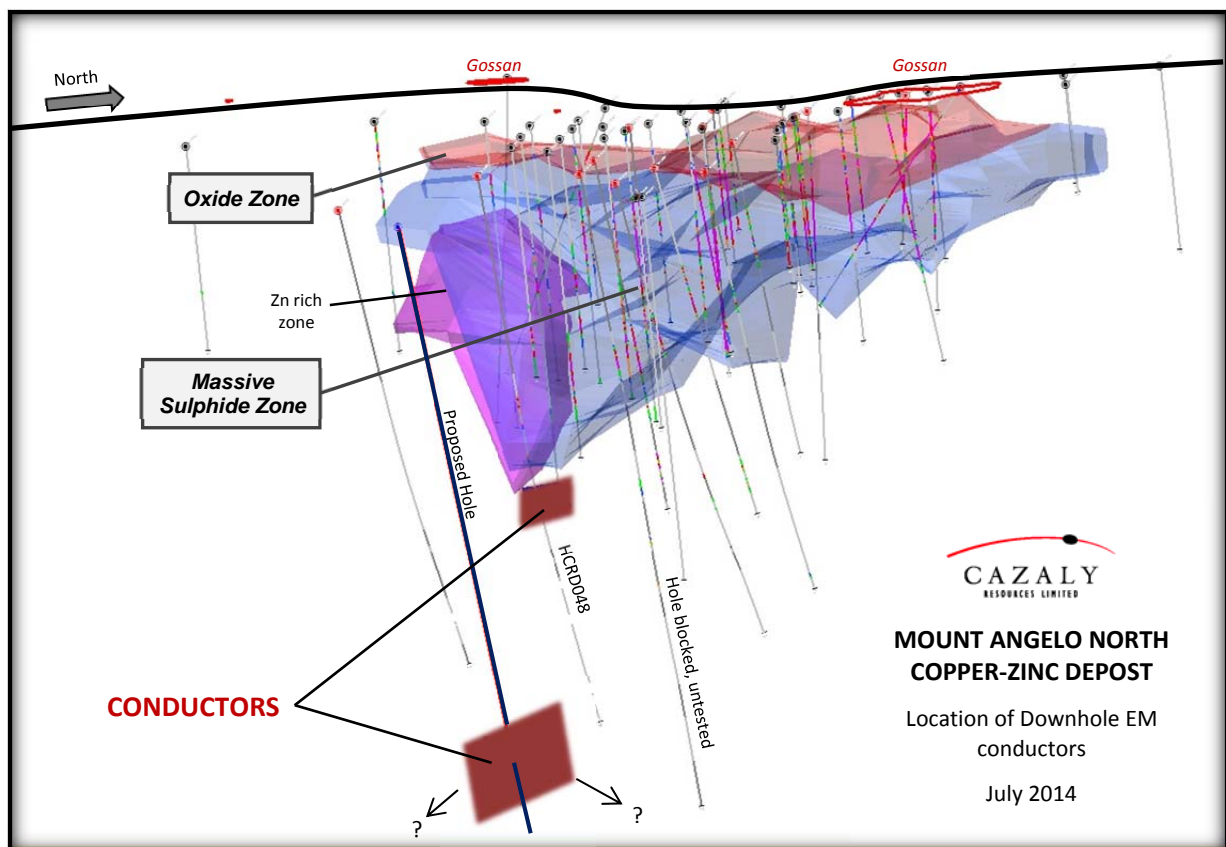 Gossan
Gossan
North
Oxide Zone
Zn rich
zone
Massive
Sulphide Zone
Proposed Hole
HCRD048
Hole blocked, untested
CONDUCTORS
?
?
CAZALY
RESOURCES LIMITED
MOUNT ANGELO NORTH
COPPER-ZINC DEPOST
Location of Downhole EM
conductors
July 2014